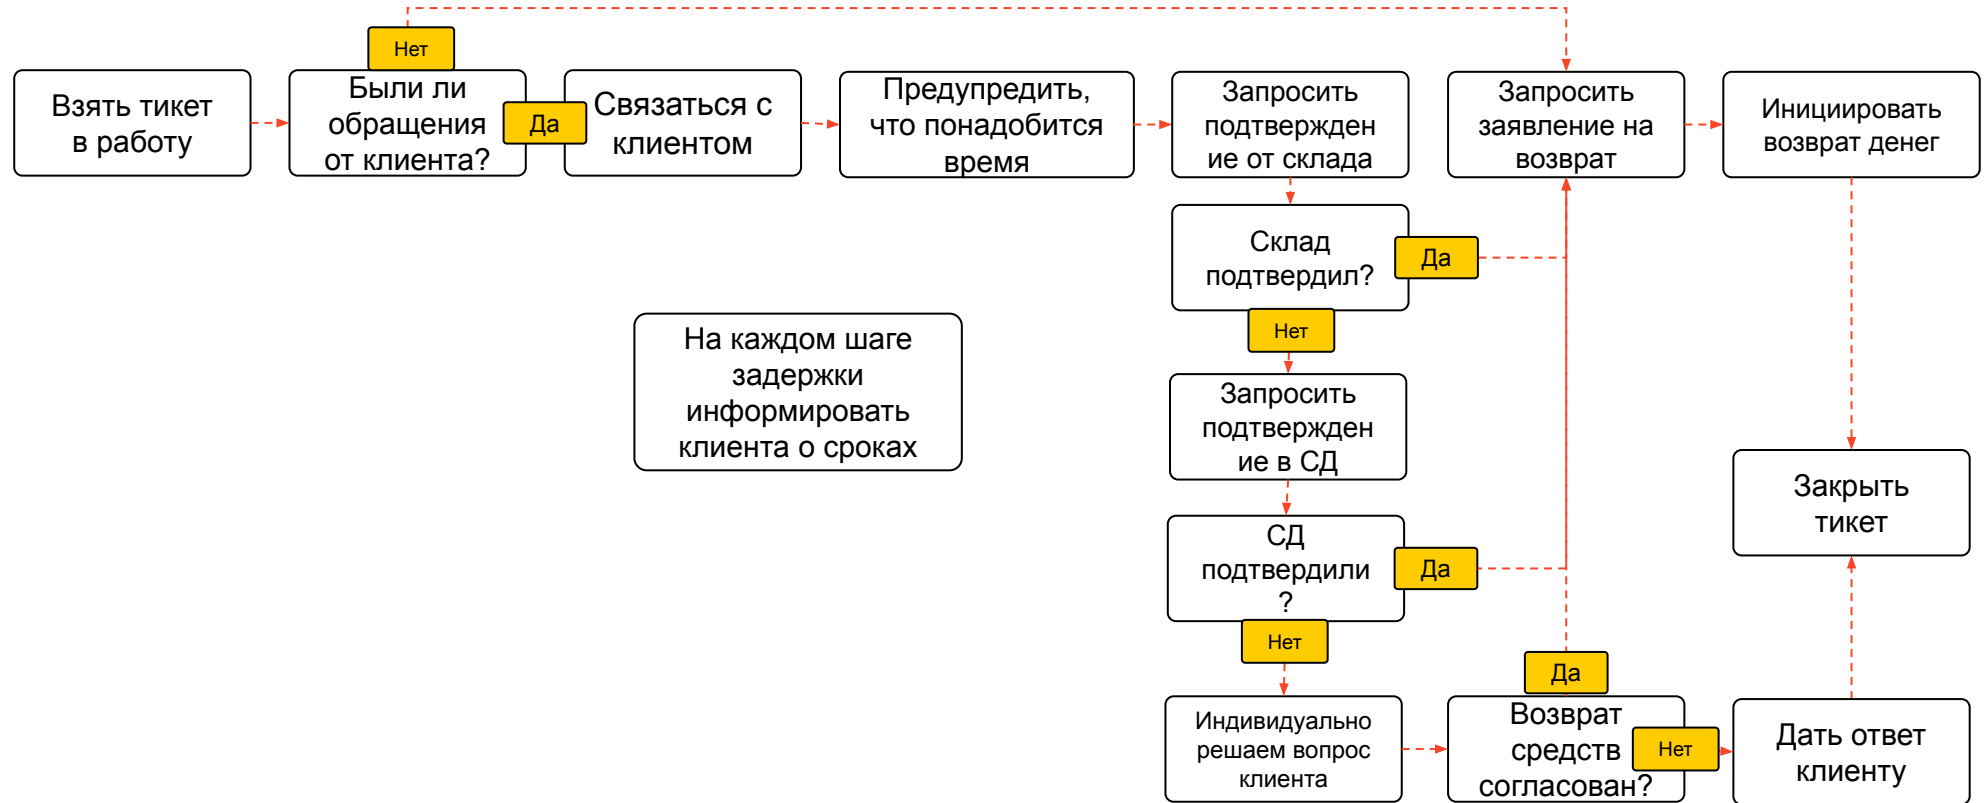 Нет
Взять тикет
в работу
Были ли
обращения
от клиента?
Да
Связаться с
клиентом
Предупредить,
что понадобится
время
Запросить
подтвержден
ие от склада
Запросить
заявление на
возврат
Инициировать
возврат денег
Склад
подтвердил?
Да
Нет
На каждом шаге
задержки
информировать
клиента о сроках
Запросить
подтвержден
ие в СД
Закрыть
тикет
СД
подтвердили
?
Да
Нет
Да
Индивидуально
решаем вопрос
клиента
Возврат
средств
согласован?
Нет
Дать ответ
клиенту